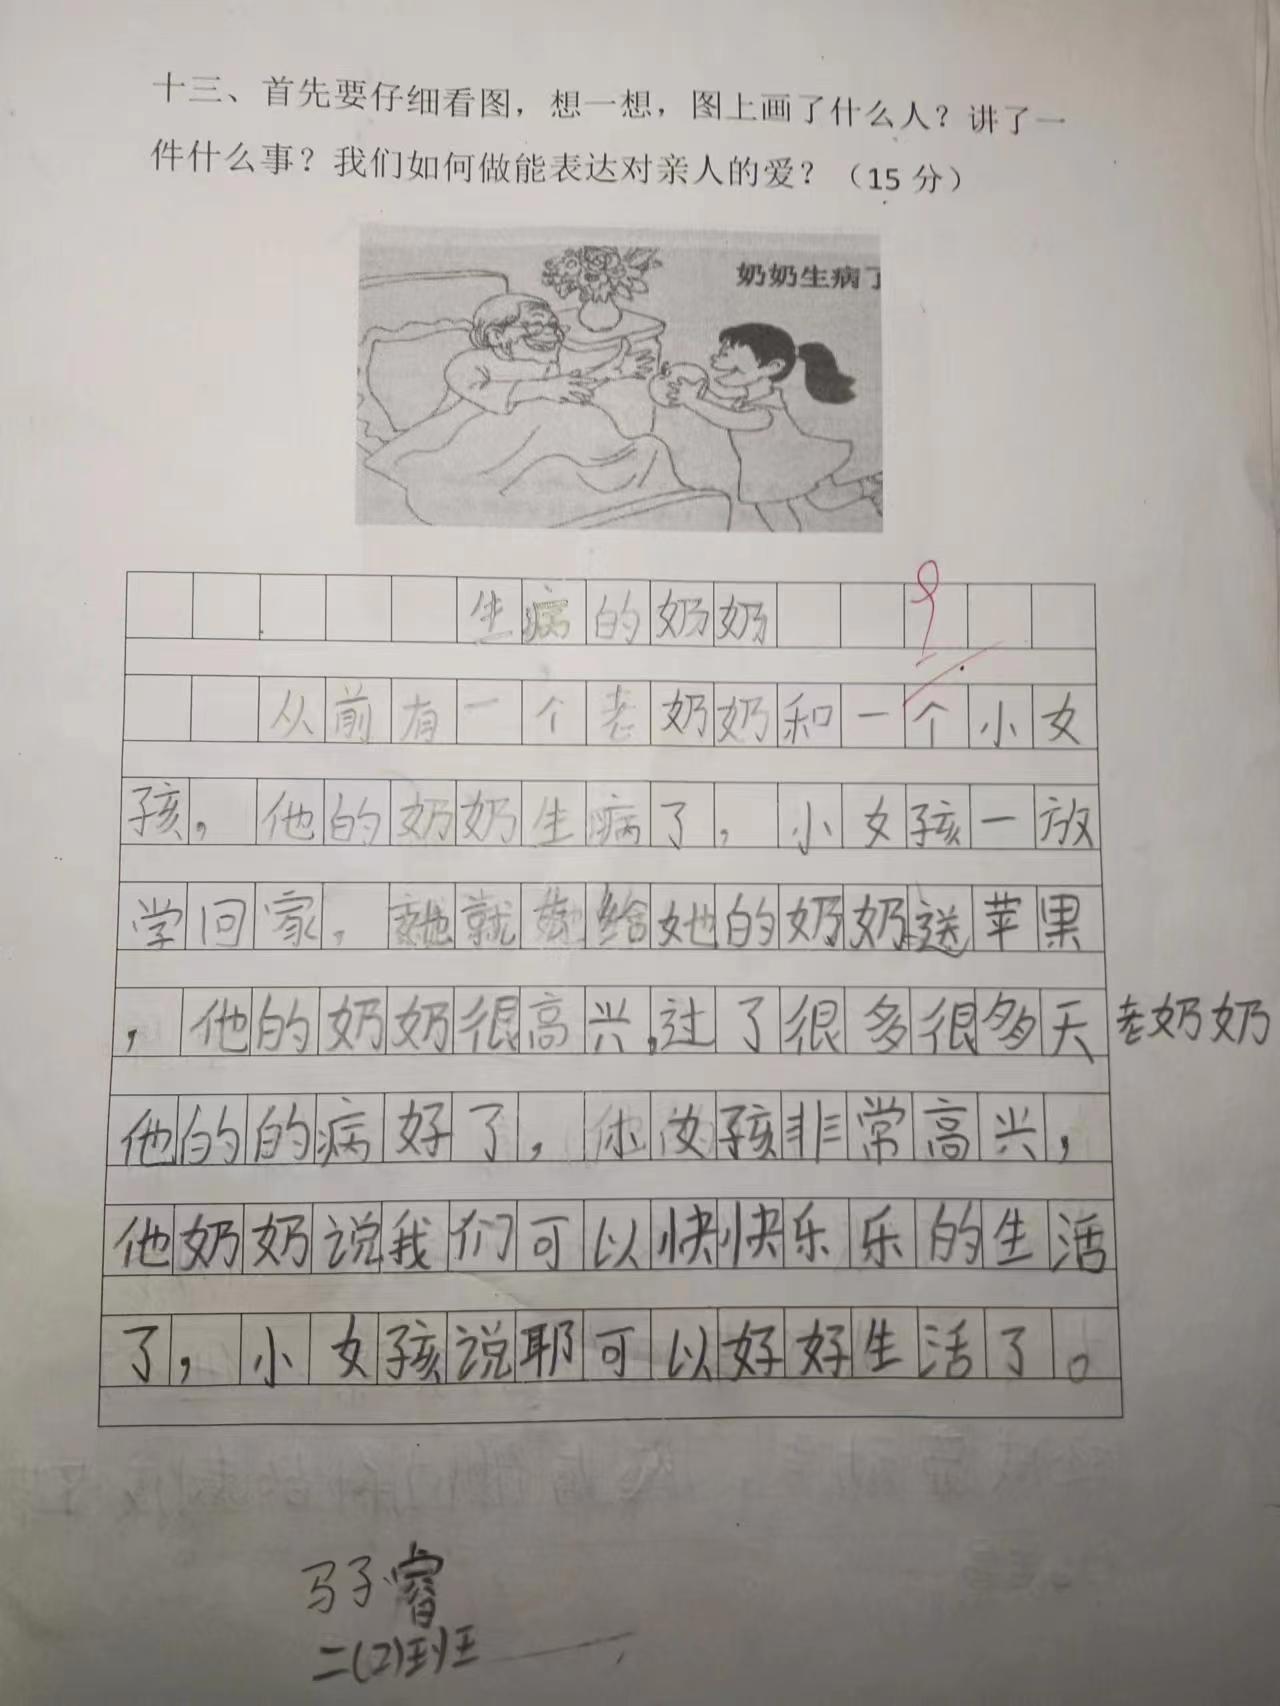 十三、首先要仔细看图，想一想，图上画了什么人？讲了一
件什么事？我们如何做能表达对亲人的爱？（15 分）
奶奶生病了
生病的奶奶
9
从前有一个老奶奶和一个小女
孩，他的奶奶生病了，小女孩一放
学回家，她就给她的奶奶送苹果
，他的奶奶很高兴，过了很多很多天老奶奶
他的的病好了，小女孩非常高兴，
他奶奶说我们可以快快乐乐的生活
了，小女孩说耶可以好好生活了。
马子睿
二(2)班